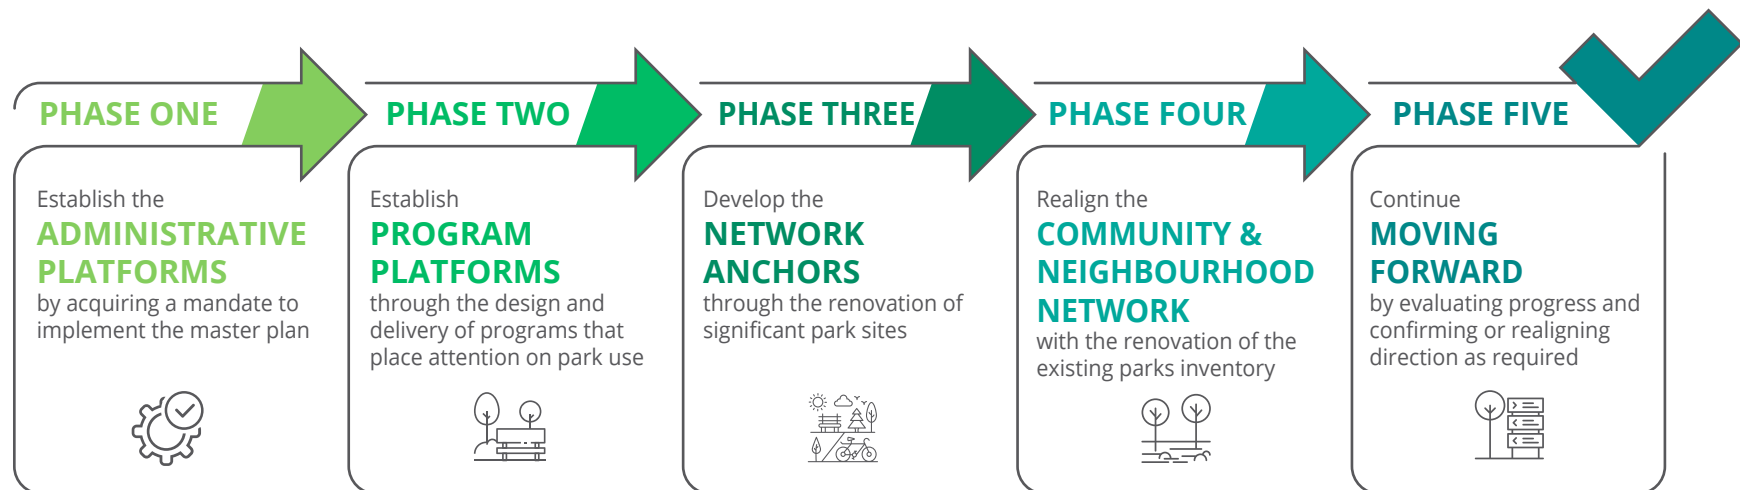 PHASE ONE
Establish the
ADMINISTRATIVE
PLATFORMS
by acquiring a mandate to
implement the master plan
PHASE TWO
Establish
PROGRAM
PLATFORMS
through the design and
delivery of programs that
place attention on park use
PHASE THREE
Develop the
NETWORK
ANCHORS
through the renovation of
significant park sites
PHASE FOUR
Realign the
COMMUNITY &
NEIGHBOURHOOD
NETWORK
with the renovation of the
existing parks inventory
PHASE FIVE
Continue
MOVING
FORWARD
by evaluating progress and
confirming or realigning
direction as required